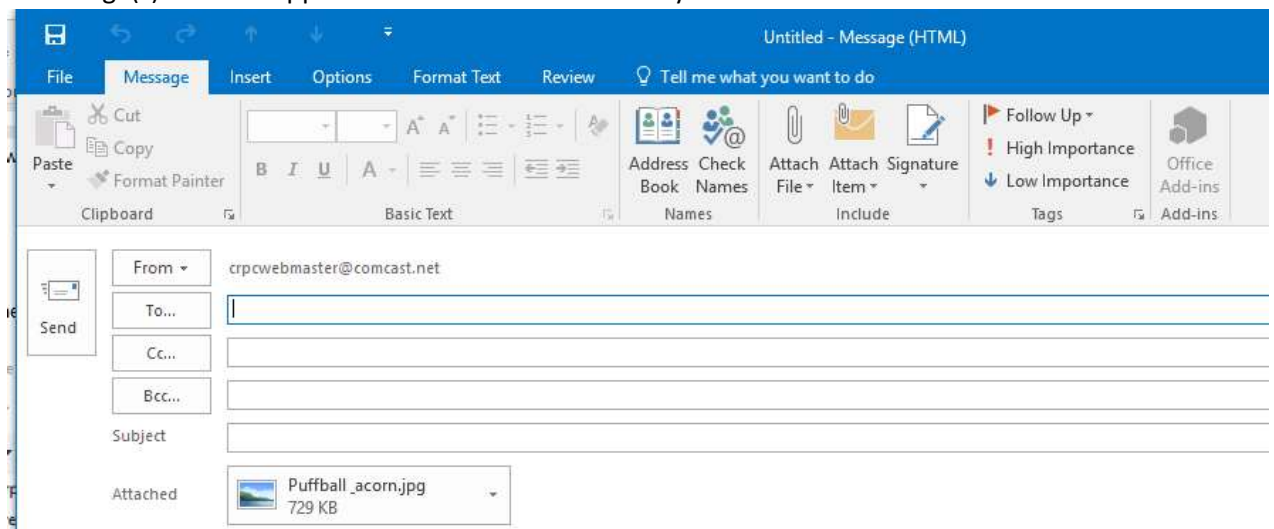 Untitled - Message (HTML)
File Message Insert Options Format Text Review Tell me what you want to do
Paste
Cut
Copy
Format Painter
Clipboard
B I U A
Basic Text
Address Book
Check Names
Names
Attach File
Attach Item
Signature
Include
Follow Up
High Importance
Low Importance
Tags
Office Add-ins
Add-ins
Send
From
crpcwebmaster@comcast.net
To...
Cc...
Bcc...
Subject
Attached
Puffball _acorn.jpg
729 KB